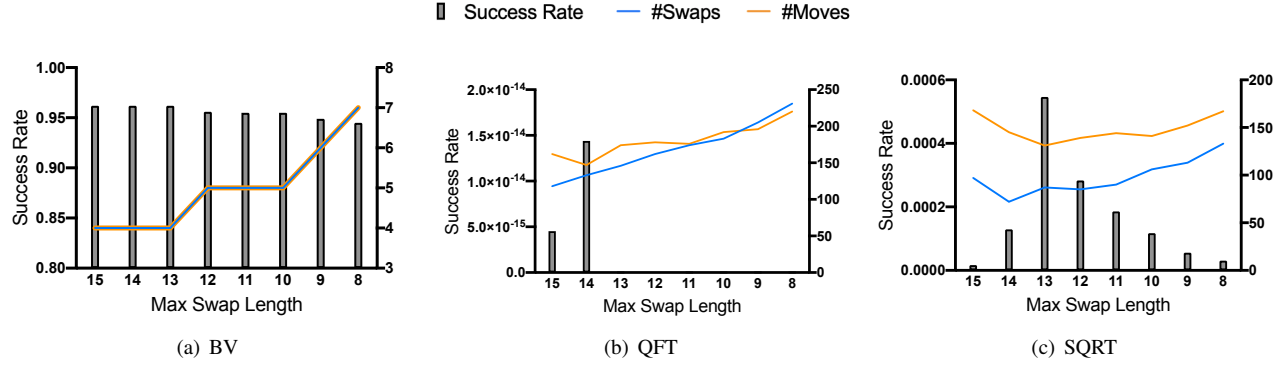 Success Rate #Swaps #Moves
1.00
0.95
0.90
0.85
0.80
Success Rate
8
7
6
5
4
3
15 14 13 12 11 10 9 8
Max Swap Length
(a) BV
2.0×10⁻¹⁴
1.5×10⁻¹⁴
1.0×10⁻¹⁴
5.0×10⁻¹⁵
0.0
Success Rate
250
200
150
100
50
0
15 14 13 12 11 10 9 8
Max Swap Length
(b) QFT
0.0006
0.0004
0.0002
0.0000
Success Rate
200
150
100
50
0
15 14 13 12 11 10 9 8
Max Swap Length
(c) SQRT